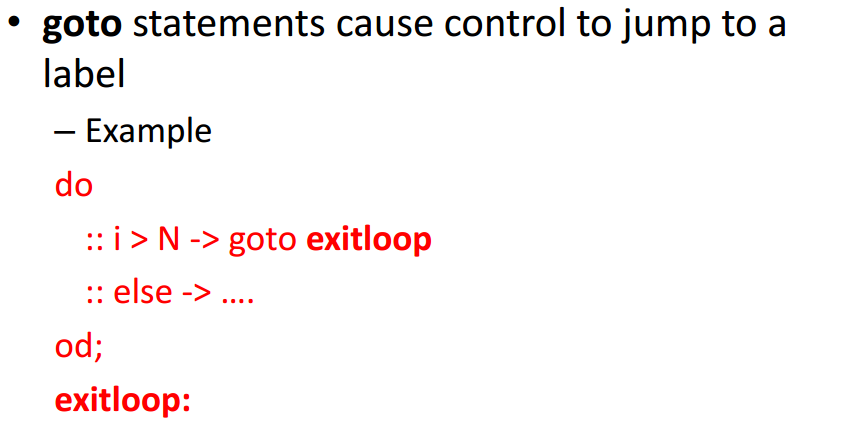 • goto statements cause control to jump to a
label
– Example
do
:: i > N -> goto exitloop
:: else -> ....
od;
exitloop: